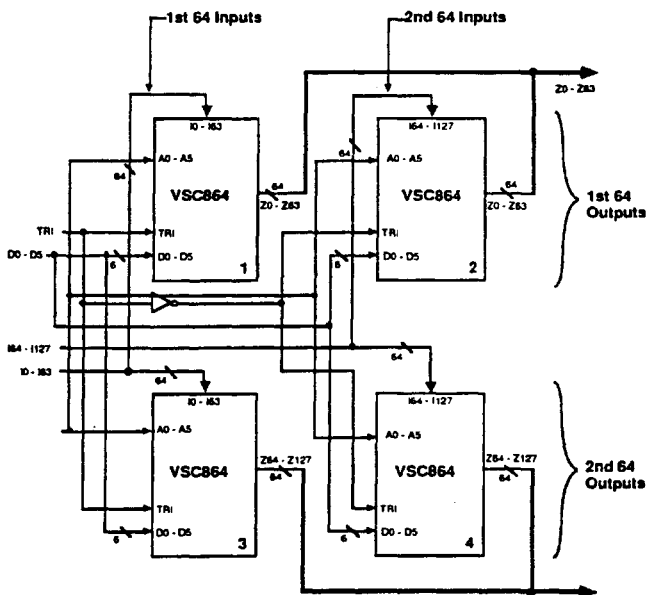 1st 64 Inputs
2nd 64 Inputs
Z0 - Z63
I0 - I63
64
A0 - A5
VSC864
64
Z0 - Z63
TRI
D0 - D5
6
1
I64 - I127
64
A0 - A5
VSC864
64
Z0 - Z63
TRI
D0 - D5
6
2
1st 64
Outputs
TRI
D0 - D5
I64 - I127
I0 - I63
64
64
I0 - I63
A0 - A5
VSC864
Z64 - Z127
64
TRI
D0 - D5
6
3
I64 - I127
A0 - A5
VSC864
Z64 - Z127
64
TRI
D0 - D5
6
4
2nd 64
Outputs